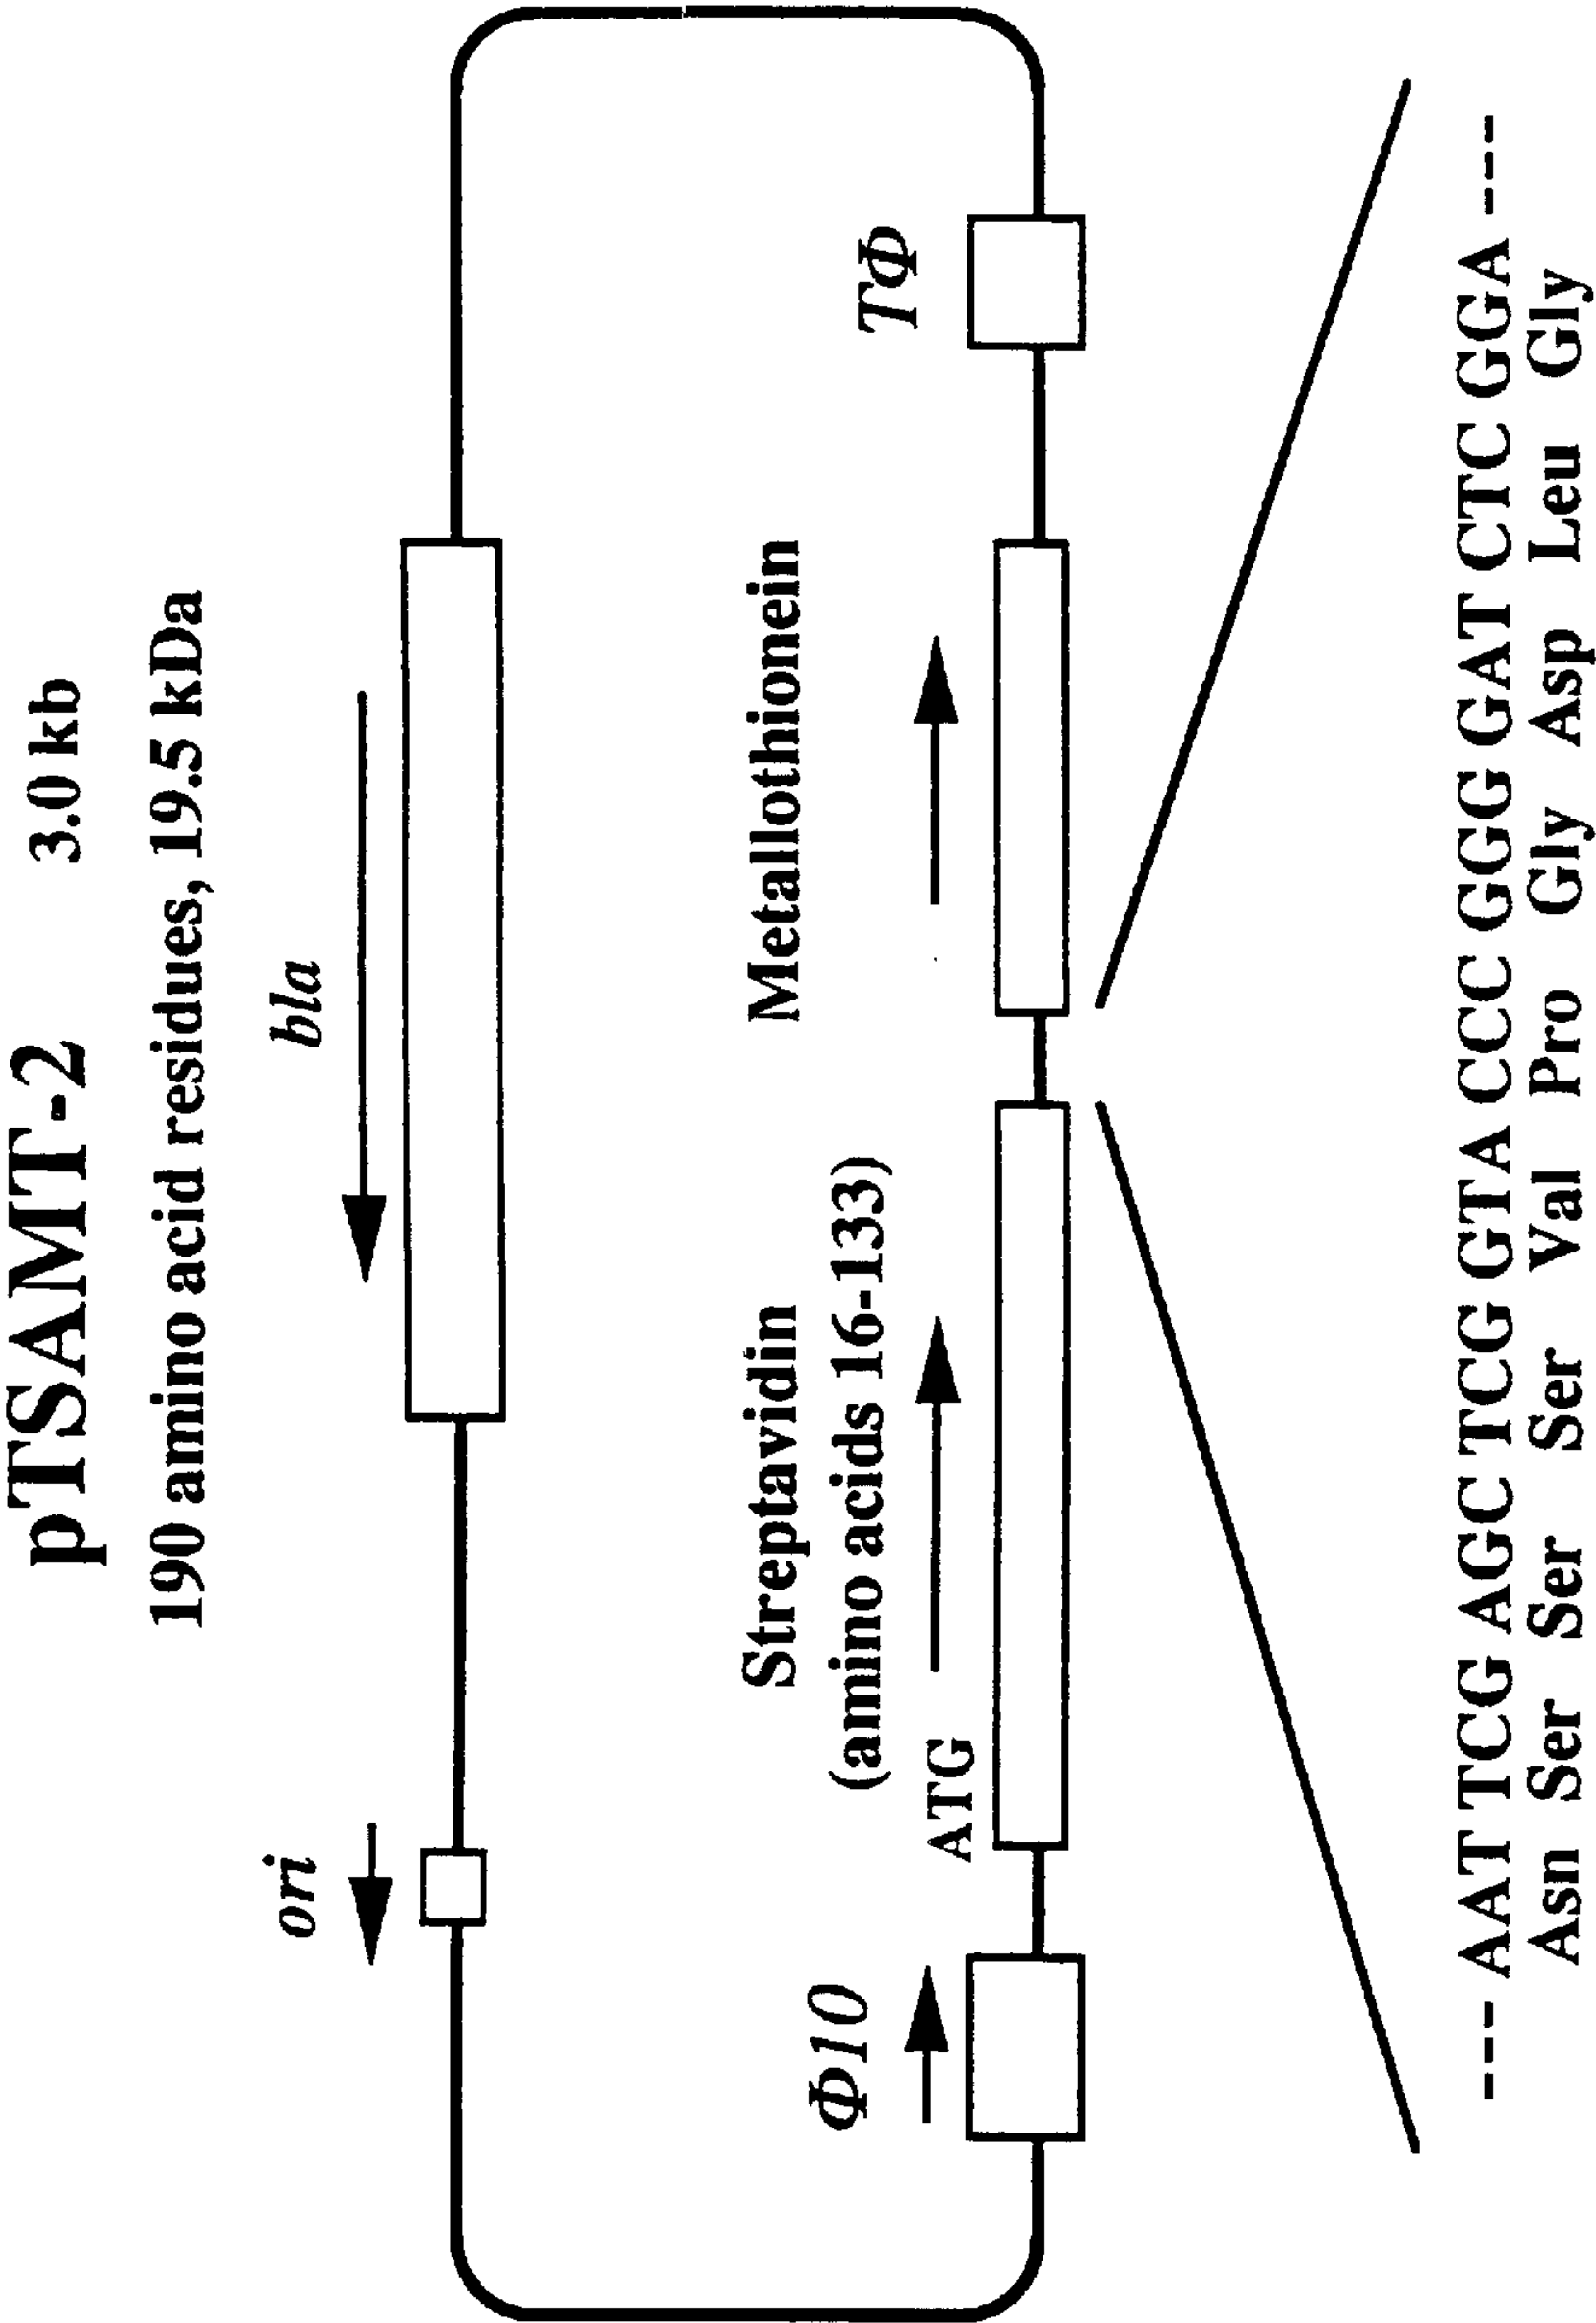 pTSAMT-2 3.0 kb
190 amino acid residues, 19.5 kDa
ori bla
Φ10
Streptavidin
(amino acids 16-133)
ATG
Metallothionein
TΦ
--- AAT TCG AGC TCG GTA CCC GGG GAT CTC GGA ---
Asn Ser Ser Ser Val Pro Gly Asp Leu Gly